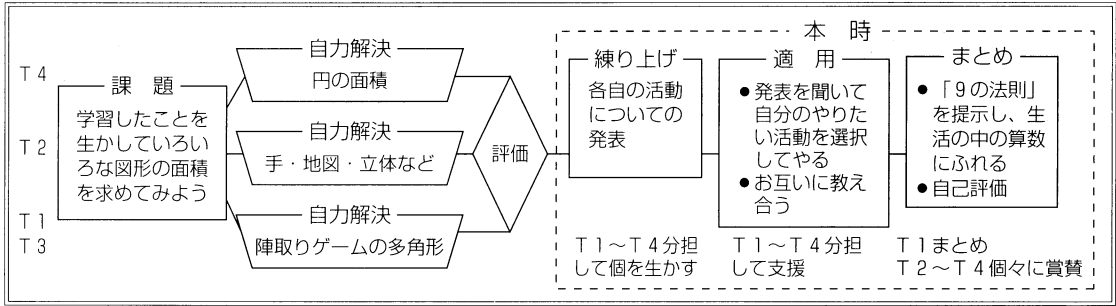 T4
T2
T1
T3
課 題
学習したことを
生かしていろい
ろな図形の面積
を求めてみよう
自力解決
円の面積
自力解決
手・地図・立体など
自力解決
陣取りゲームの多角形
評価
本 時
練り上げ
各自の活動
についての
発表
T1～T4分担
して個を生かす
適 用
●発表を聞いて
自分のやりた
い活動を選択
してやる
●お互いに教え
合う
T1～T4分担
して支援
まとめ
●「9の法則」
を提示し、生
活の中の算数
にふれる
●自己評価
T1まとめ
T2～T4個々に賞賛